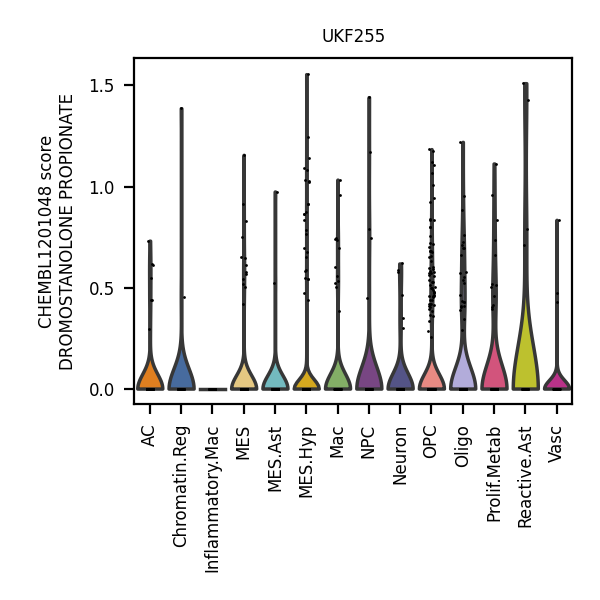 UKF255
CHEMBL1201048 score
DROMOSTANOLONE PROPIONATE
1.5
1.0
0.5
0.0
AC
Chromatin.Reg
Inflammatory.Mac
MES
MES.Ast
MES.Hyp
Mac
NPC
Neuron
OPC
Oligo
Prolif.Metab
Reactive.Ast
Vasc